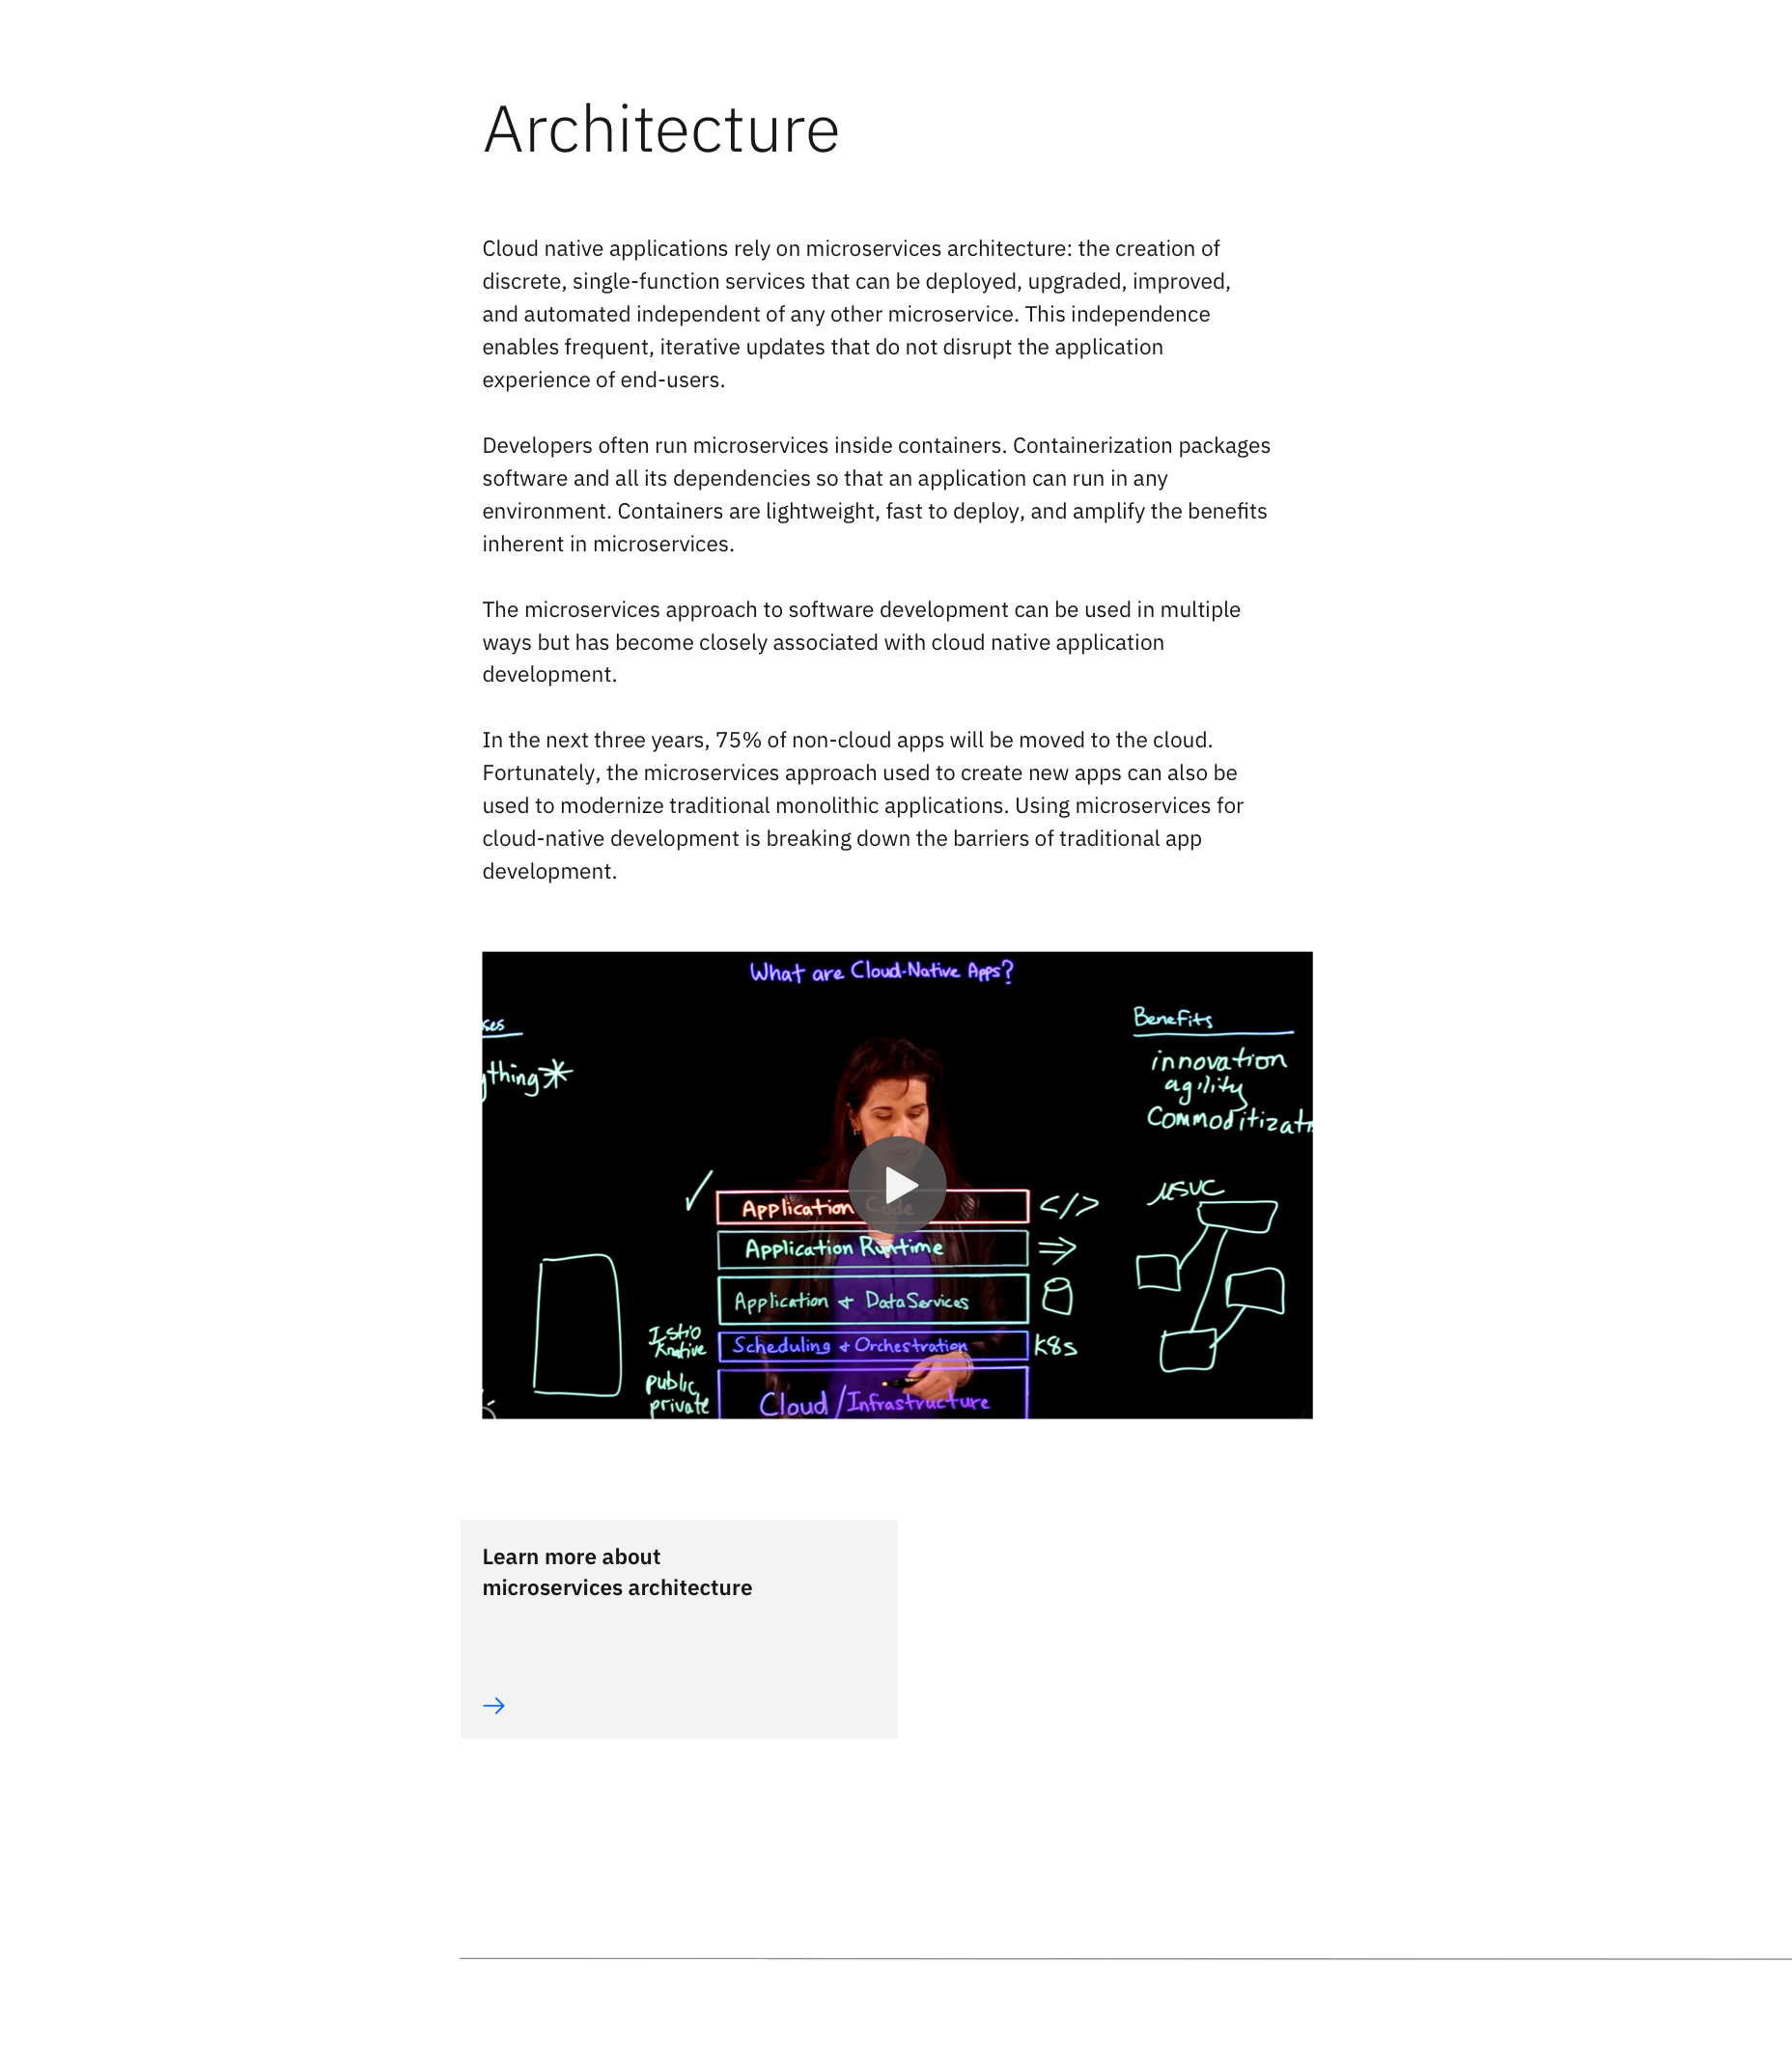 Architecture
Cloud native applications rely on microservices architecture: the creation of
discrete, single-function services that can be deployed, upgraded, improved,
and automated independent of any other microservice. This independence
enables frequent, iterative updates that do not disrupt the application
experience of end-users.
Developers often run microservices inside containers. Containerization packages
software and all its dependencies so that an application can run in any
environment. Containers are lightweight, fast to deploy, and amplify the benefits
inherent in microservices.
The microservices approach to software development can be used in multiple
ways but has become closely associated with cloud native application
development.
In the next three years, 75% of non-cloud apps will be moved to the cloud.
Fortunately, the microservices approach used to create new apps can also be
used to modernize traditional monolithic applications. Using microservices for
cloud-native development is breaking down the barriers of traditional app
development.
What are Cloud-Native Apps?
ses
ything*
Benefits
innovation
agility
Commoditizati
μsvc
Application Code </>
Application Runtime
Application + Data Services
Istio
Knative
Scheduling + Orchestration k8s
public
private
Cloud/Infrastructure
Learn more about
microservices architecture